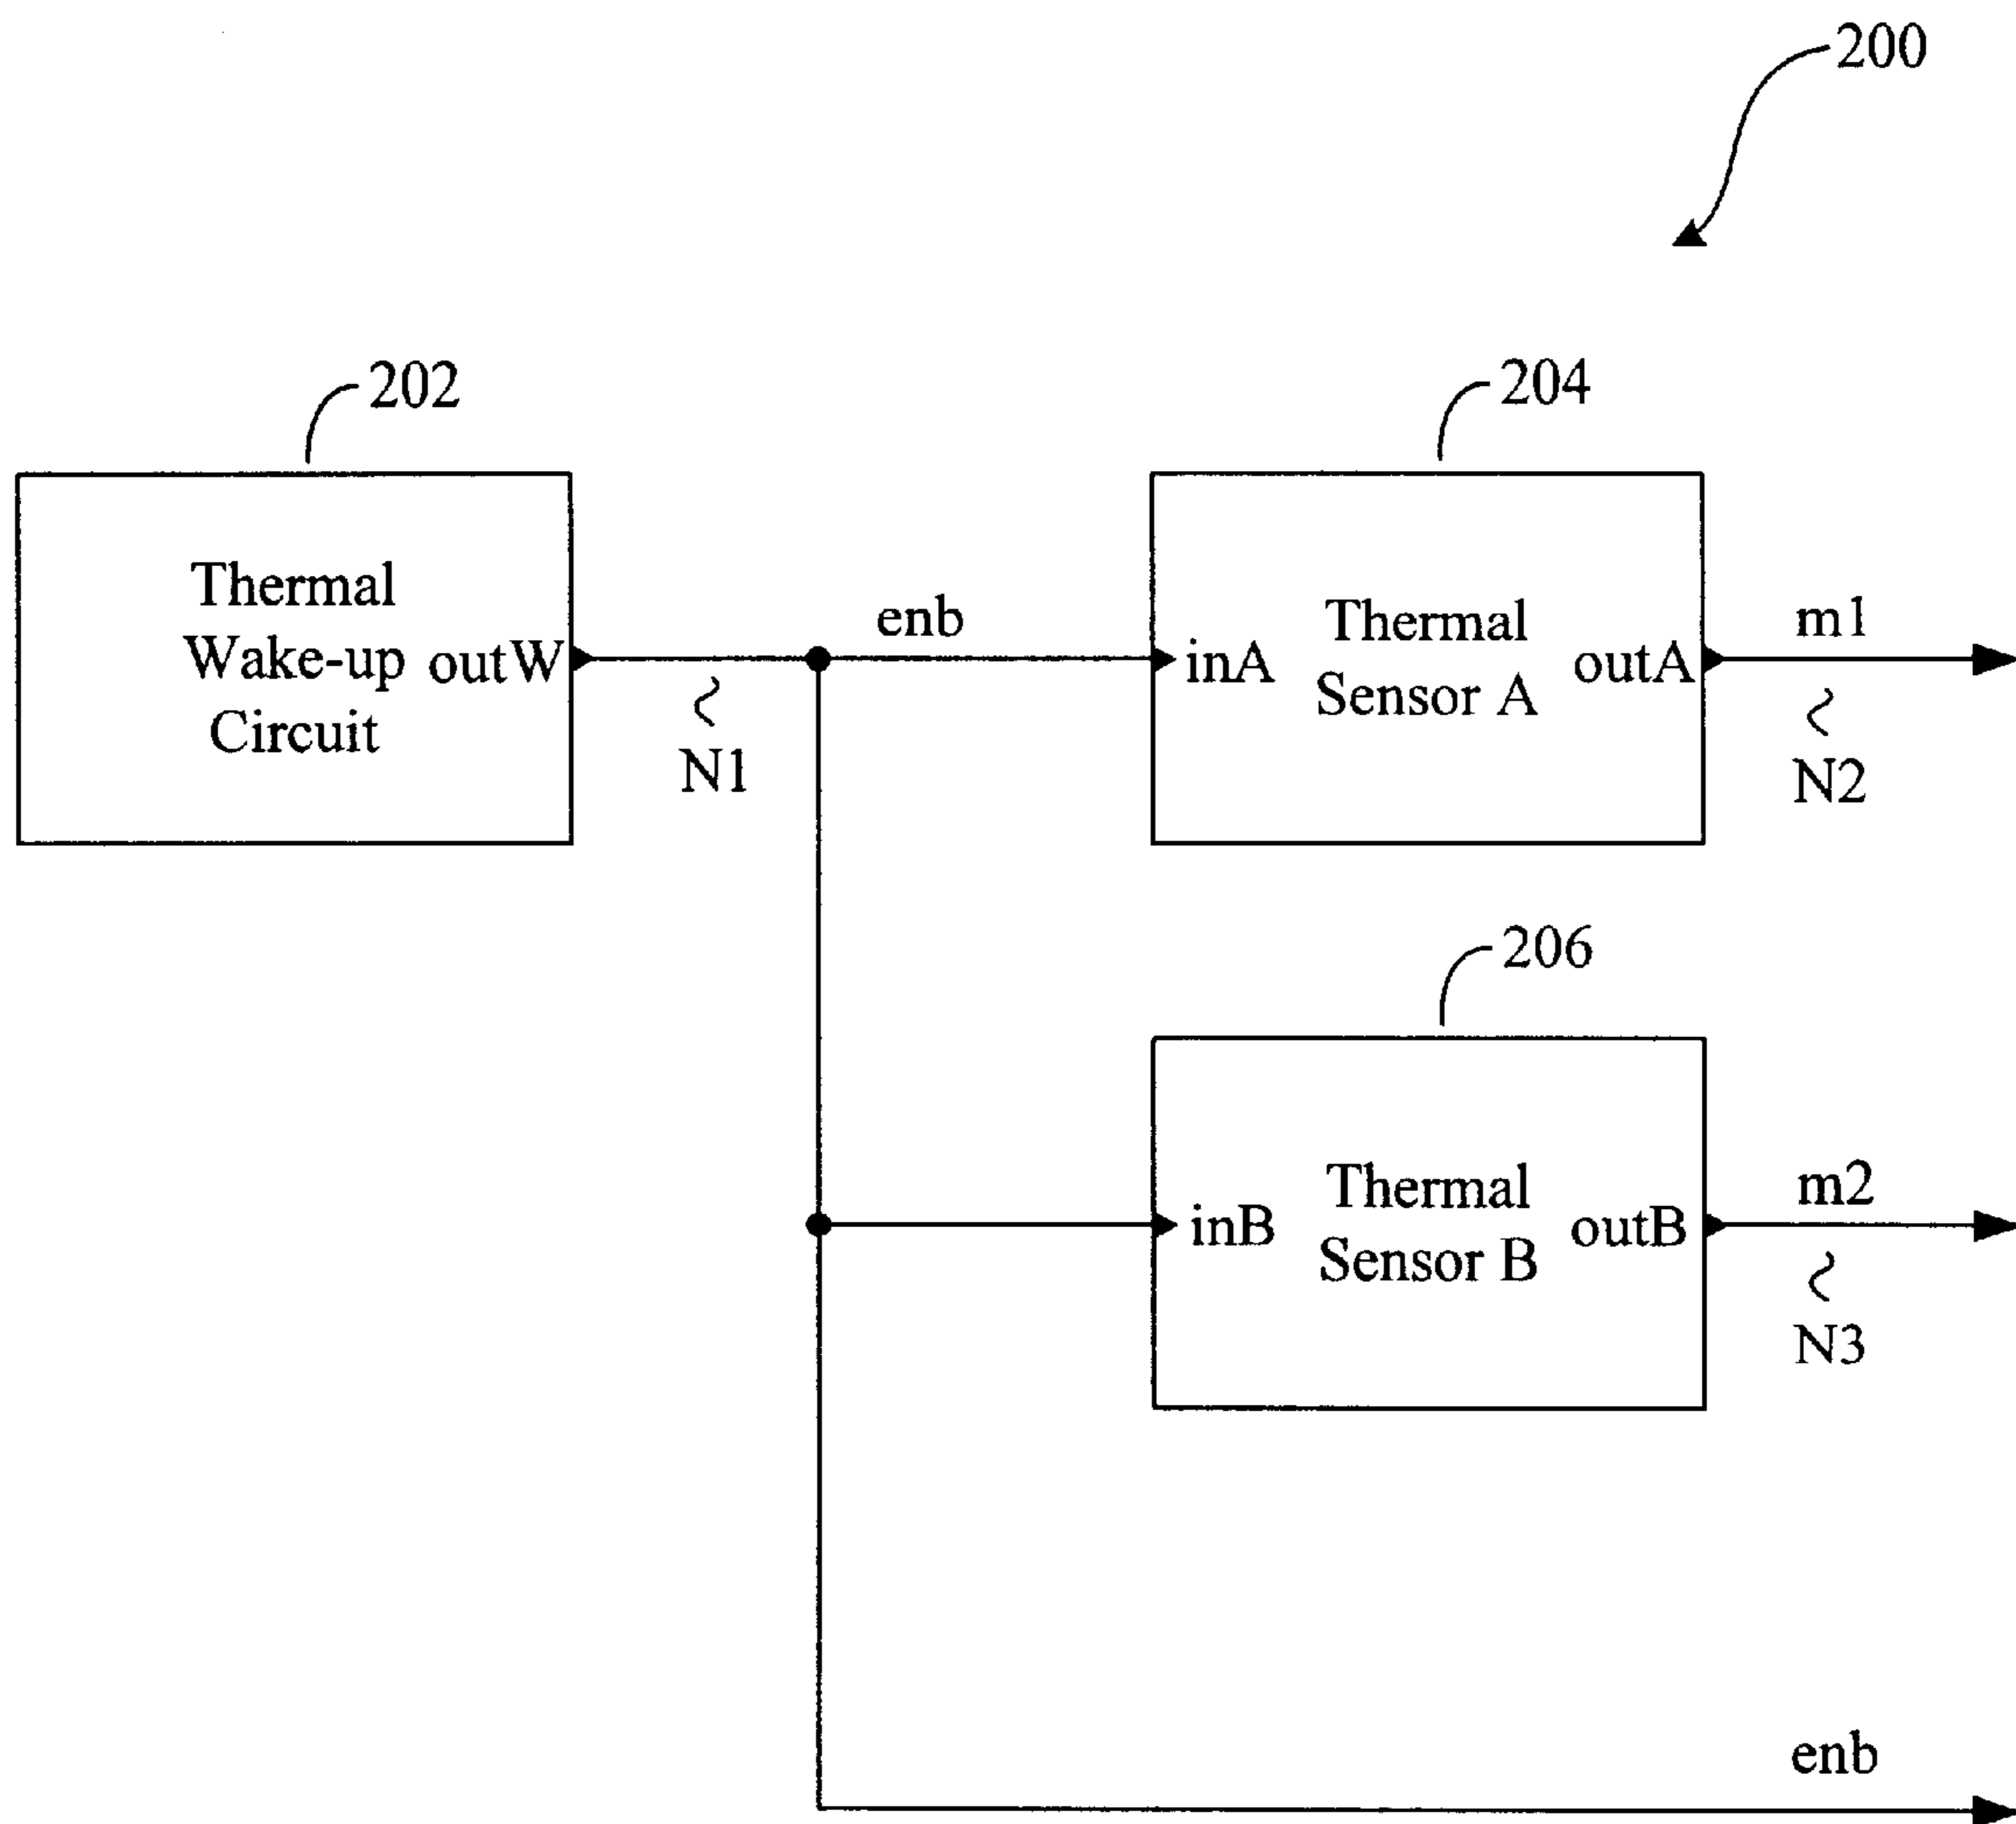 200
202
204
Thermal
Wake-up
Circuit
outW
enb
N1
inA
Thermal
Sensor A
outA
m1
N2
206
inB
Thermal
Sensor B
outB
m2
N3
enb